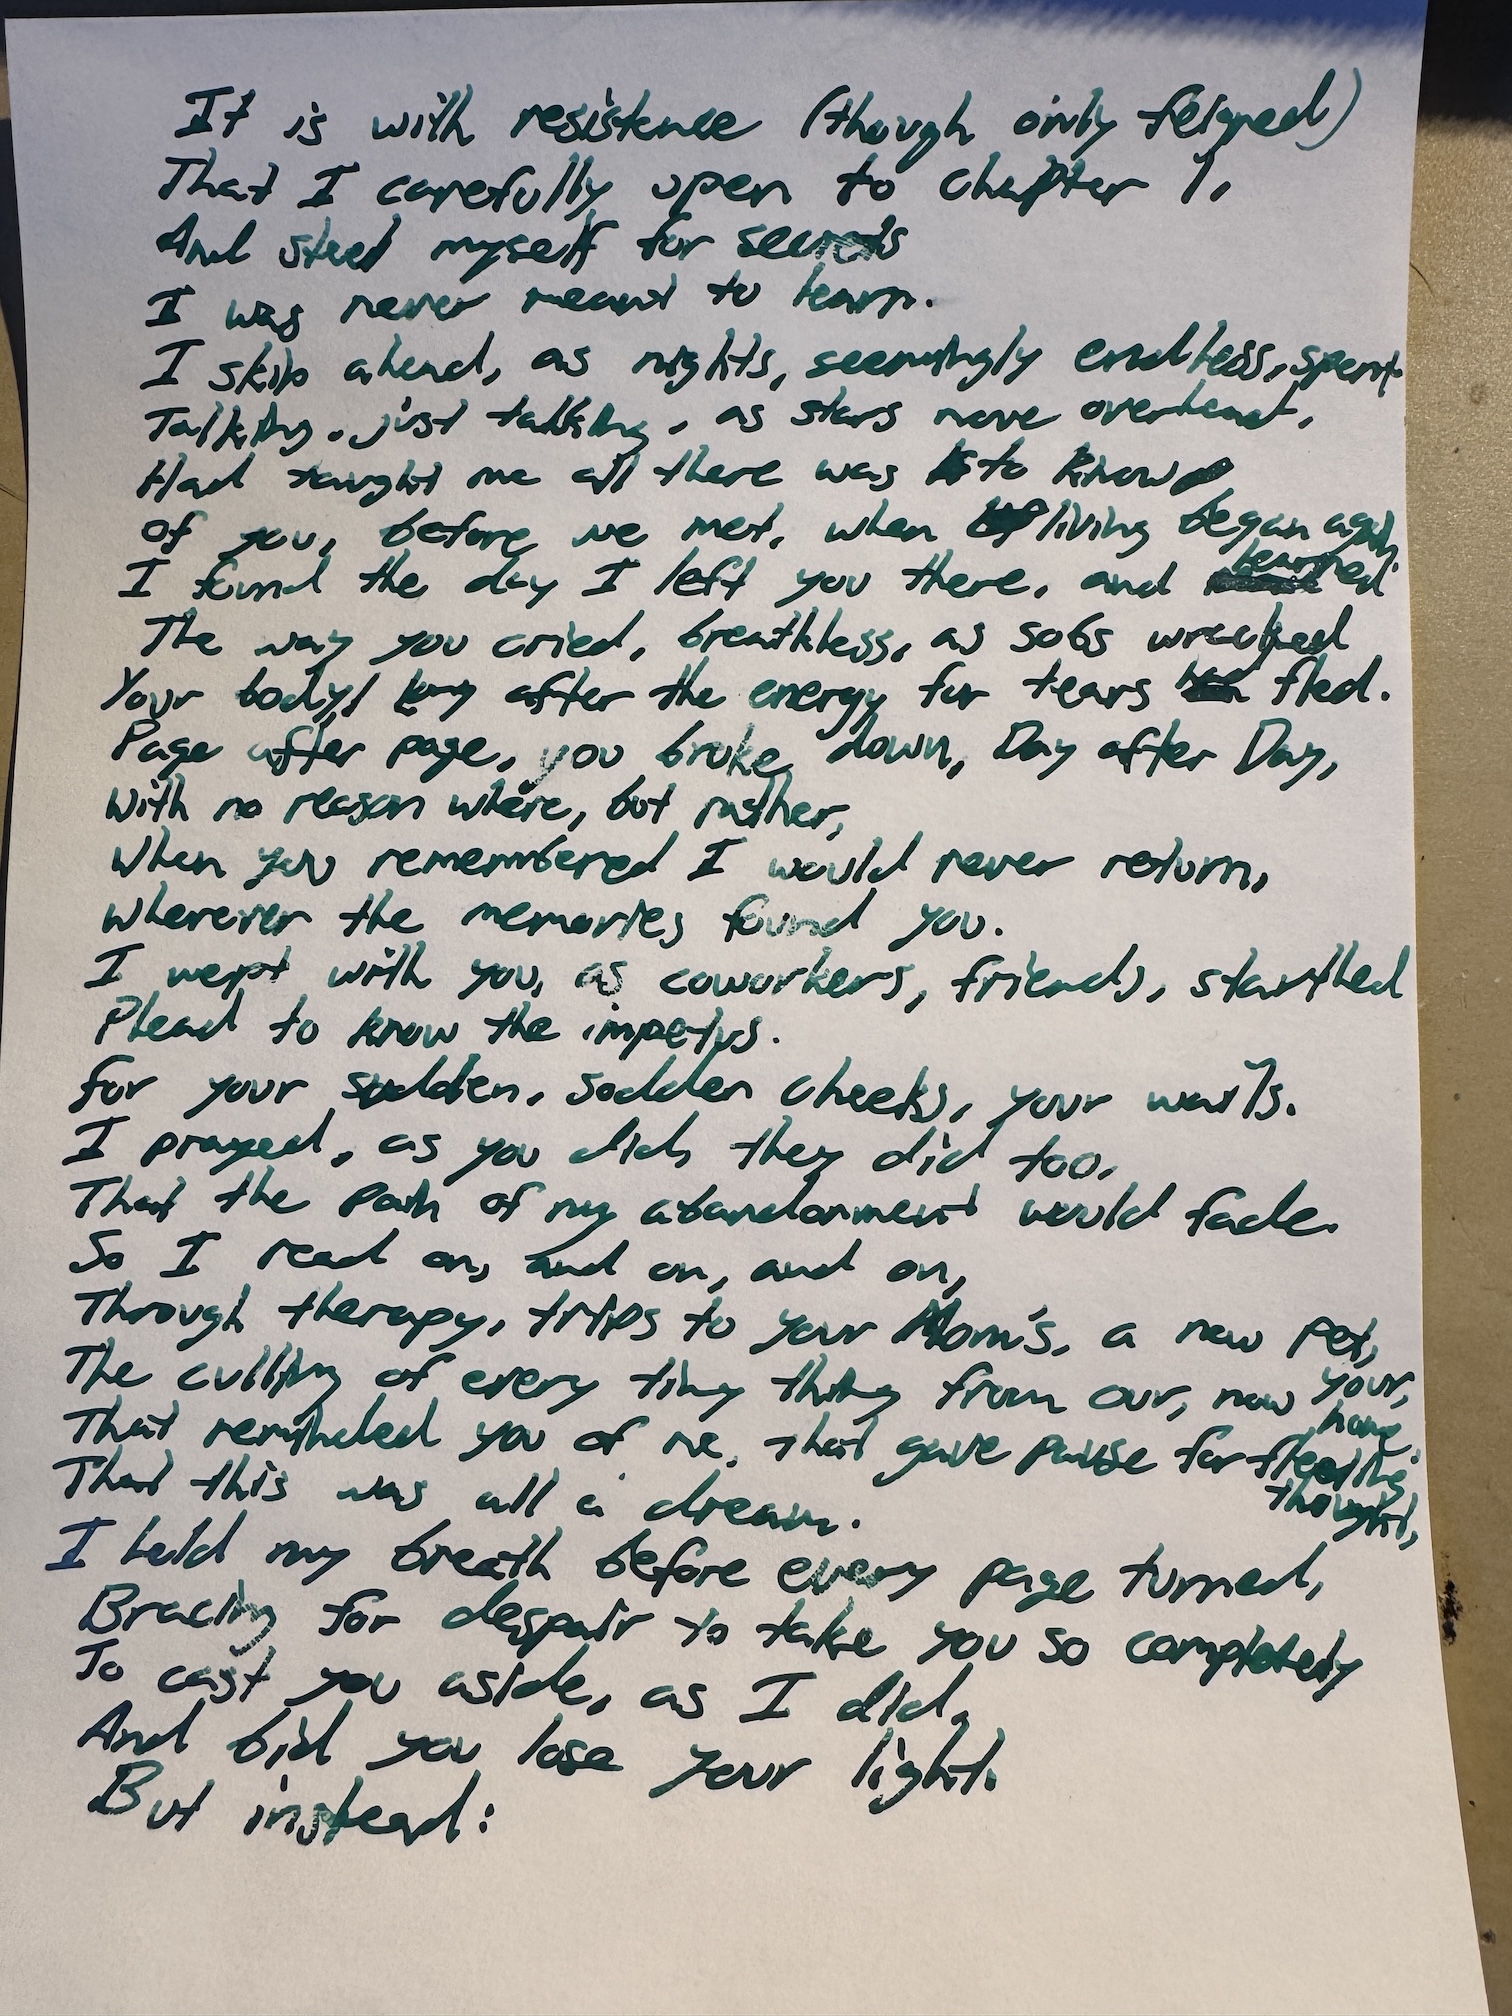 It is with resistence (though only feigned)
That I carefully open to chapter 1,
And steel myself for secrets
I was never meant to learn.
I skip ahead, as nights, seemingly endless, spent
Talking, just talking, as stars move overhead,
Had taught me all there was to know
Of you, before we met, when living began again.
I found the day I left you there, and learned
The way you cried, breathless, as sobs wracked
Your body, long after the energy for tears fled.
Page after page, you broke down, Day after Day,
With no reason where, but rather,
When you remembered I would never return,
Wherever the memories found you.
I wept with you, as coworkers, friends, startled
Plead to know the impetus.
For your sudden, sodden cheeks, your wails.
I prayed, as you did, they did too,
That the pain of my abandonment would fade.
So I read on, and on, and on,
Through therapy, trips to your Mom's, a new pet,
The culling of every tiny thing from our, now your, home
That reminded you of me, that gave pause for fleeting thought,
That this was all a dream.
I held my breath before every page turned,
Bracing for despair to take you so completely
To cast you aside, as I did,
And bid you lose your light.
But instead: